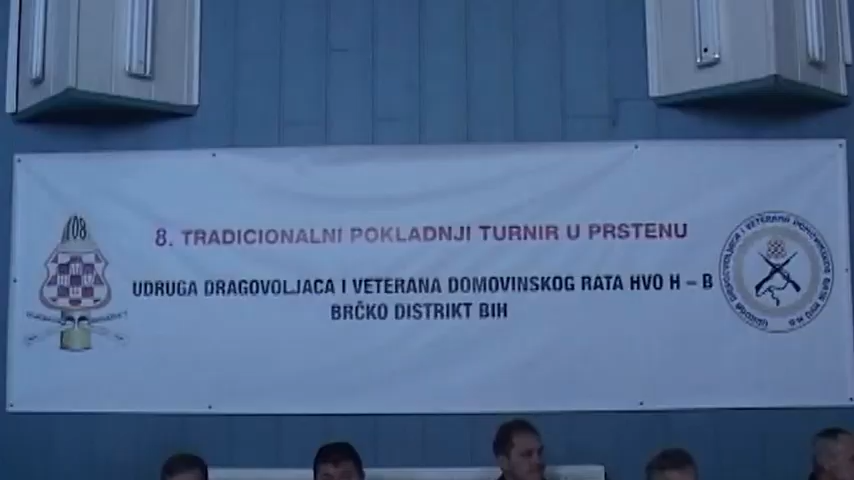 108
8. TRADICIONALNI POKLADNJI TURNIR U PRSTENU
UDRUGA DRAGOVOLJACA I VETERANA DOMOVINSKOG RATA HVO H – B
BRČKO DISTRIKT BIH